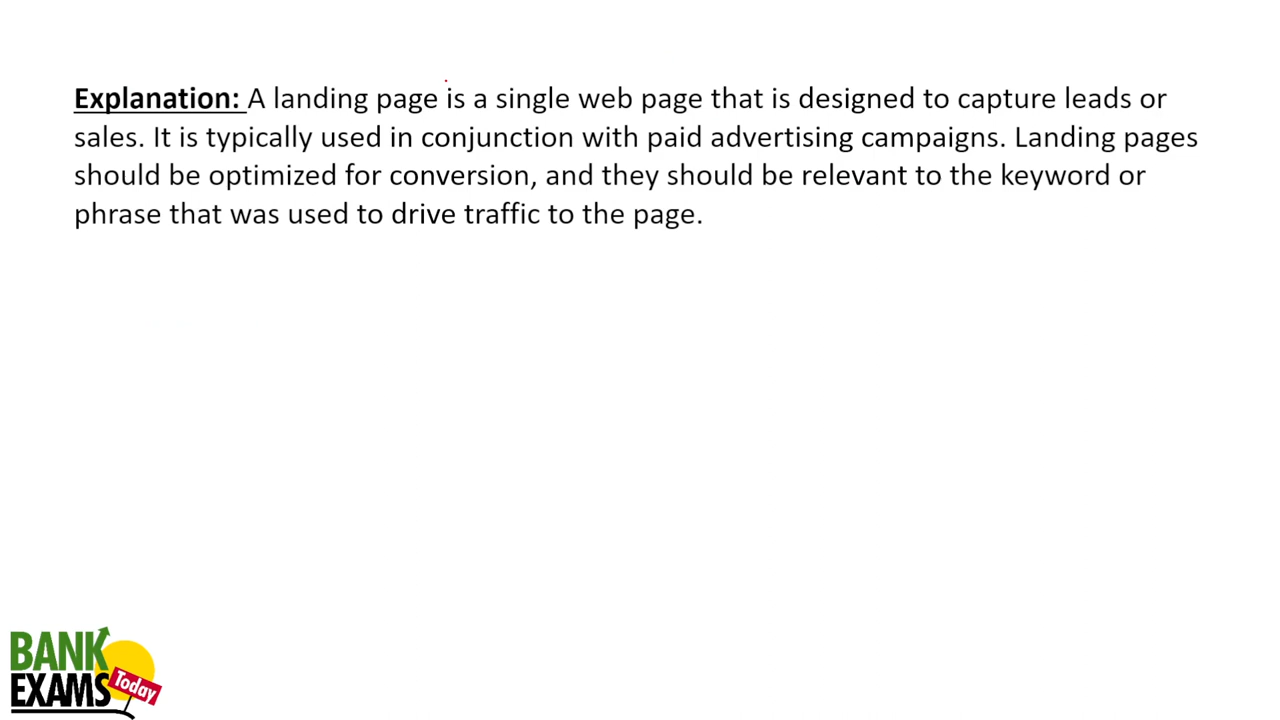 Explanation: A landing page is a single web page that is designed to capture leads or
sales. It is typically used in conjunction with paid advertising campaigns. Landing pages
should be optimized for conversion, and they should be relevant to the keyword or
phrase that was used to drive traffic to the page.
BANK
EXAMS
Today